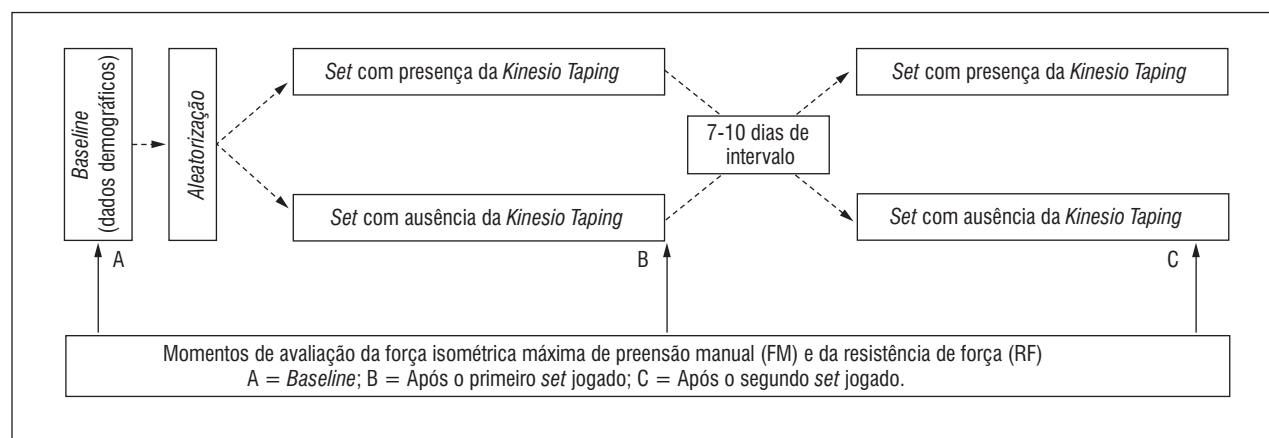 Baseline
(dados demográficos)
Aleatorização
Set com presença da Kinesio Taping
Set com ausência da Kinesio Taping
7-10 dias de
intervalo
Set com presença da Kinesio Taping
Set com ausência da Kinesio Taping
A
B
C
Momentos de avaliação da força isométrica máxima de preensão manual (FM) e da resistência de força (RF)
A = Baseline; B = Após o primeiro set jogado; C = Após o segundo set jogado.